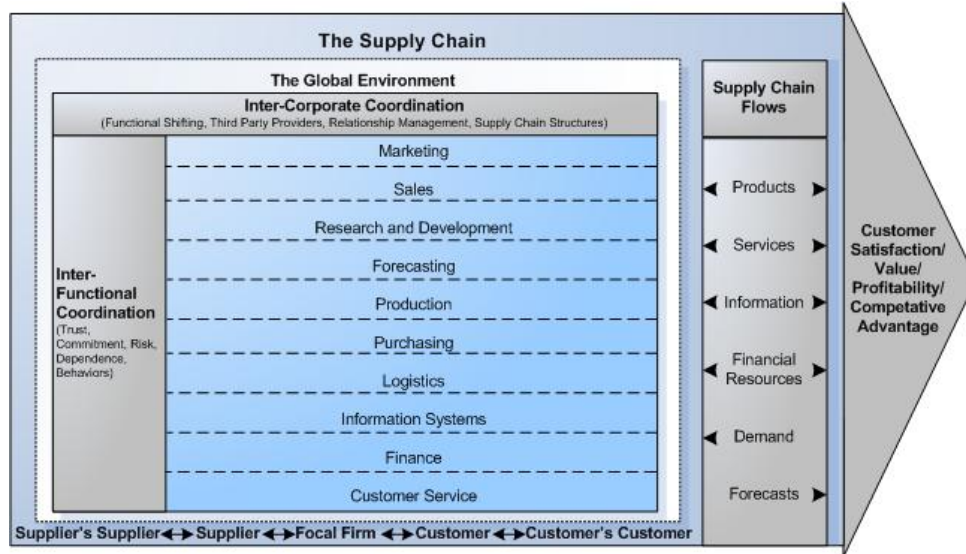 The Supply Chain
The Global Environment
Inter-Corporate Coordination
(Functional Shifting, Third Party Providers, Relationship Management, Supply Chain Structures)
Inter-
Functional
Coordination
(Trust,
Commitment, Risk,
Dependence,
Behaviors)
Marketing
Sales
Research and Development
Forecasting
Production
Purchasing
Logistics
Information Systems
Finance
Customer Service
Supplier's Supplier Supplier Focal Firm Customer Customer's Customer
Supply Chain
Flows
Products
Services
Information
Financial
Resources
Demand
Forecasts
Customer
Satisfaction/
Value/
Profitability/
Competative
Advantage